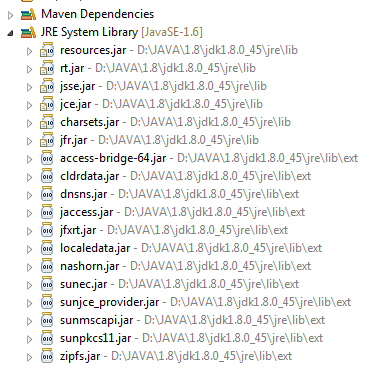 Maven Dependencies
JRE System Library [JavaSE-1.6]
resources.jar - D:\JAVA\1.8\jdk1.8.0_45\jre\lib
rt.jar - D:\JAVA\1.8\jdk1.8.0_45\jre\lib
jsse.jar - D:\JAVA\1.8\jdk1.8.0_45\jre\lib
jce.jar - D:\JAVA\1.8\jdk1.8.0_45\jre\lib
charsets.jar - D:\JAVA\1.8\jdk1.8.0_45\jre\lib
jfr.jar - D:\JAVA\1.8\jdk1.8.0_45\jre\lib
access-bridge-64.jar - D:\JAVA\1.8\jdk1.8.0_45\jre\lib\ext
cldrdata.jar - D:\JAVA\1.8\jdk1.8.0_45\jre\lib\ext
dnsns.jar - D:\JAVA\1.8\jdk1.8.0_45\jre\lib\ext
jaccess.jar - D:\JAVA\1.8\jdk1.8.0_45\jre\lib\ext
jfxrt.jar - D:\JAVA\1.8\jdk1.8.0_45\jre\lib\ext
localedata.jar - D:\JAVA\1.8\jdk1.8.0_45\jre\lib\ext
nashorn.jar - D:\JAVA\1.8\jdk1.8.0_45\jre\lib\ext
sunec.jar - D:\JAVA\1.8\jdk1.8.0_45\jre\lib\ext
sunjce_provider.jar - D:\JAVA\1.8\jdk1.8.0_45\jre\lib\ext
sunmscapi.jar - D:\JAVA\1.8\jdk1.8.0_45\jre\lib\ext
sunpkcs11.jar - D:\JAVA\1.8\jdk1.8.0_45\jre\lib\ext
zipfs.jar - D:\JAVA\1.8\jdk1.8.0_45\jre\lib\ext